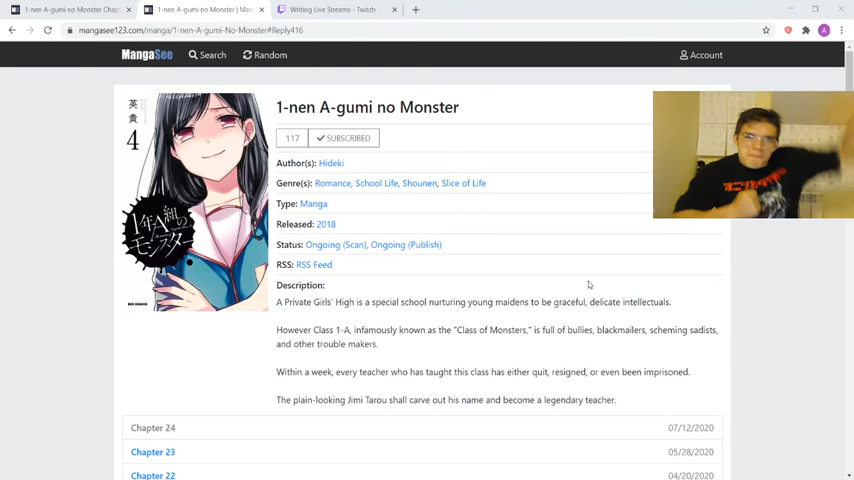 1-nen A-gumi no Monster Chap
1-nen A-gumi no Monster | Man
Writing Live Streams - Twitch
mangasee123.com/manga/1-nen-A-gumi-No-Monster#Reply416
A
MangaSee Search Random Account
英貴
4
1年A組のモンスター
1-nen A-gumi no Monster
117 SUBSCRIBED
Author(s): Hideki
Genre(s): Romance, School Life, Shounen, Slice of Life
Type: Manga
Released: 2018
Status: Ongoing (Scan), Ongoing (Publish)
RSS: RSS Feed
Description:
A Private Girls' High is a special school nurturing young maidens to be graceful, delicate intellectuals.
However Class 1-A, infamously known as the "Class of Monsters," is full of bullies, blackmailers, scheming sadists,
and other trouble makers.
Within a week, every teacher who has taught this class has either quit, resigned, or even been imprisoned.
The plain-looking Jimi Tarou shall carve out his name and become a legendary teacher.
Chapter 24 07/12/2020
Chapter 23 05/28/2020
Chapter 22 04/20/2020